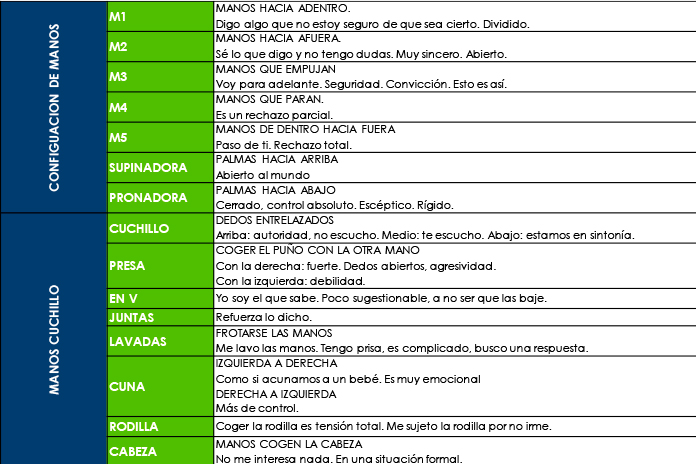 CONFIGUACION DE MANOS
M1
MANOS HACIA ADENTRO.
Digo algo que no estoy seguro de que sea cierto. Dividido.
M2
MANOS HACIA AFUERA.
Sé lo que digo y no tengo dudas. Muy sincero. Abierto.
M3
MANOS QUE EMPUJAN
Voy para adelante. Seguridad. Convicción. Esto es así.
M4
MANOS QUE PARAN.
Es un rechazo parcial.
M5
MANOS DE DENTRO HACIA FUERA
Paso de ti. Rechazo total.
SUPINADORA
PALMAS HACIA ARRIBA
Abierto al mundo
PRONADORA
PALMAS HACIA ABAJO
Cerrado, control absoluto. Escéptico. Rígido.
MANOS CUCHILLO
CUCHILLO
DEDOS ENTRELAZADOS
Arriba: autoridad, no escucho. Medio: te escucho. Abajo: estamos en sintonía.
PRESA
COGER EL PUÑO CON LA OTRA MANO
Con la derecha: fuerte. Dedos abiertos, agresividad.
Con la izquierda: debilidad.
EN V
Yo soy el que sabe. Poco sugestionable, a no ser que las baje.
JUNTAS
Refuerza lo dicho.
LAVADAS
FROTARSE LAS MANOS
Me lavo las manos. Tengo prisa, es complicado, busco una respuesta.
CUNA
IZQUIERDA A DERECHA
Como si acunamos a un bebé. Es muy emocional
DERECHA A IZQUIERDA
Más de control.
RODILLA
Coger la rodilla es tensión total. Me sujeto la rodilla por no irme.
CABEZA
MANOS COGEN LA CABEZA
No me interesa nada. En una situación formal.